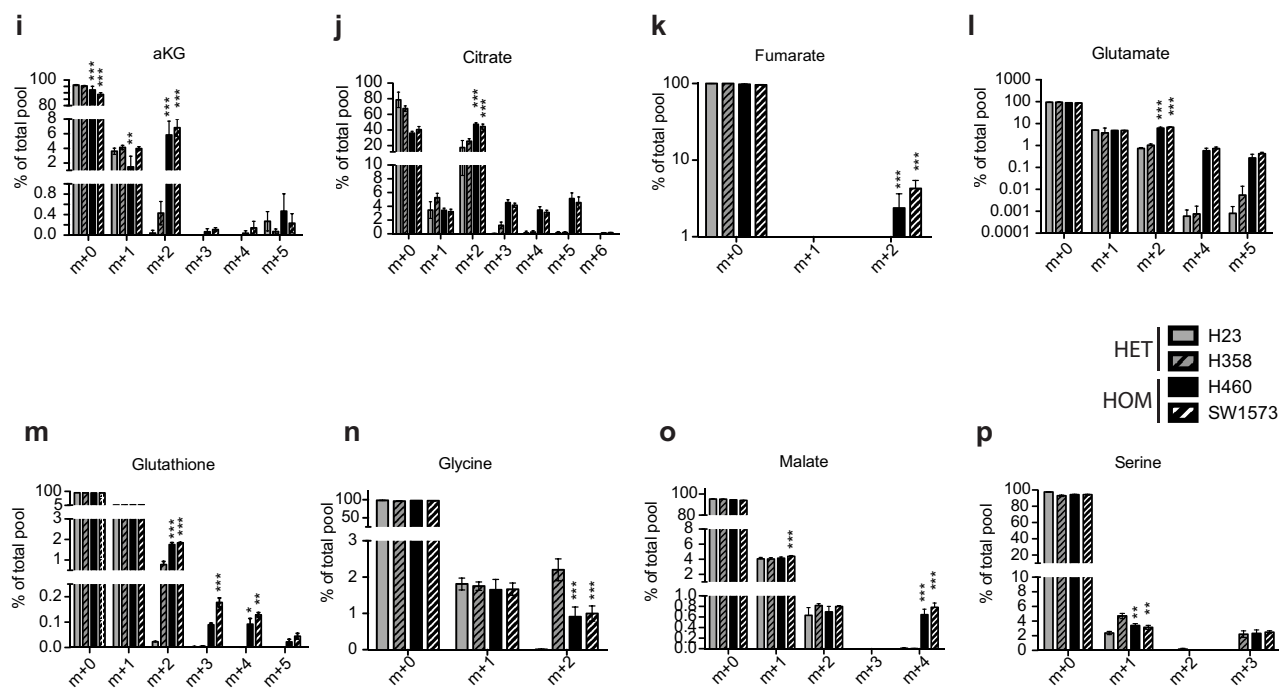 i
aKG
% of total pool
100
90
80
8
6
4
2
0.8
0.4
0.0
***
***
**
***
***
m+0
m+1
m+2
m+3
m+4
m+5
j
Citrate
% of total pool
100
80
60
40
20
10
8
6
4
2
0
***
***
m+0
m+1
m+2
m+3
m+4
m+5
m+6
k
Fumarate
% of total pool
100
10
1
***
***
m+0
m+1
m+2
l
Glutamate
% of total pool
1000
100
10
1
0.1
0.01
0.001
0.0001
***
***
m+0
m+1
m+2
m+4
m+5
HET
H23
H358
HOM
H460
SW1573
m
Glutathione
% of total pool
100
5
3
2
1
0.2
0.1
0.0
***
***
***
*
**
m+0
m+1
m+2
m+3
m+4
m+5
n
Glycine
% of total pool
100
50
3
2
1
0
***
***
m+0
m+1
m+2
o
Malate
% of total pool
100
80
8
6
4
2
0.8
0.6
0.4
0.2
0.0
***
***
***
m+0
m+1
m+2
m+3
m+4
p
Serine
% of total pool
100
80
60
40
20
10
8
6
4
2
0
**
**
m+0
m+1
m+2
m+3